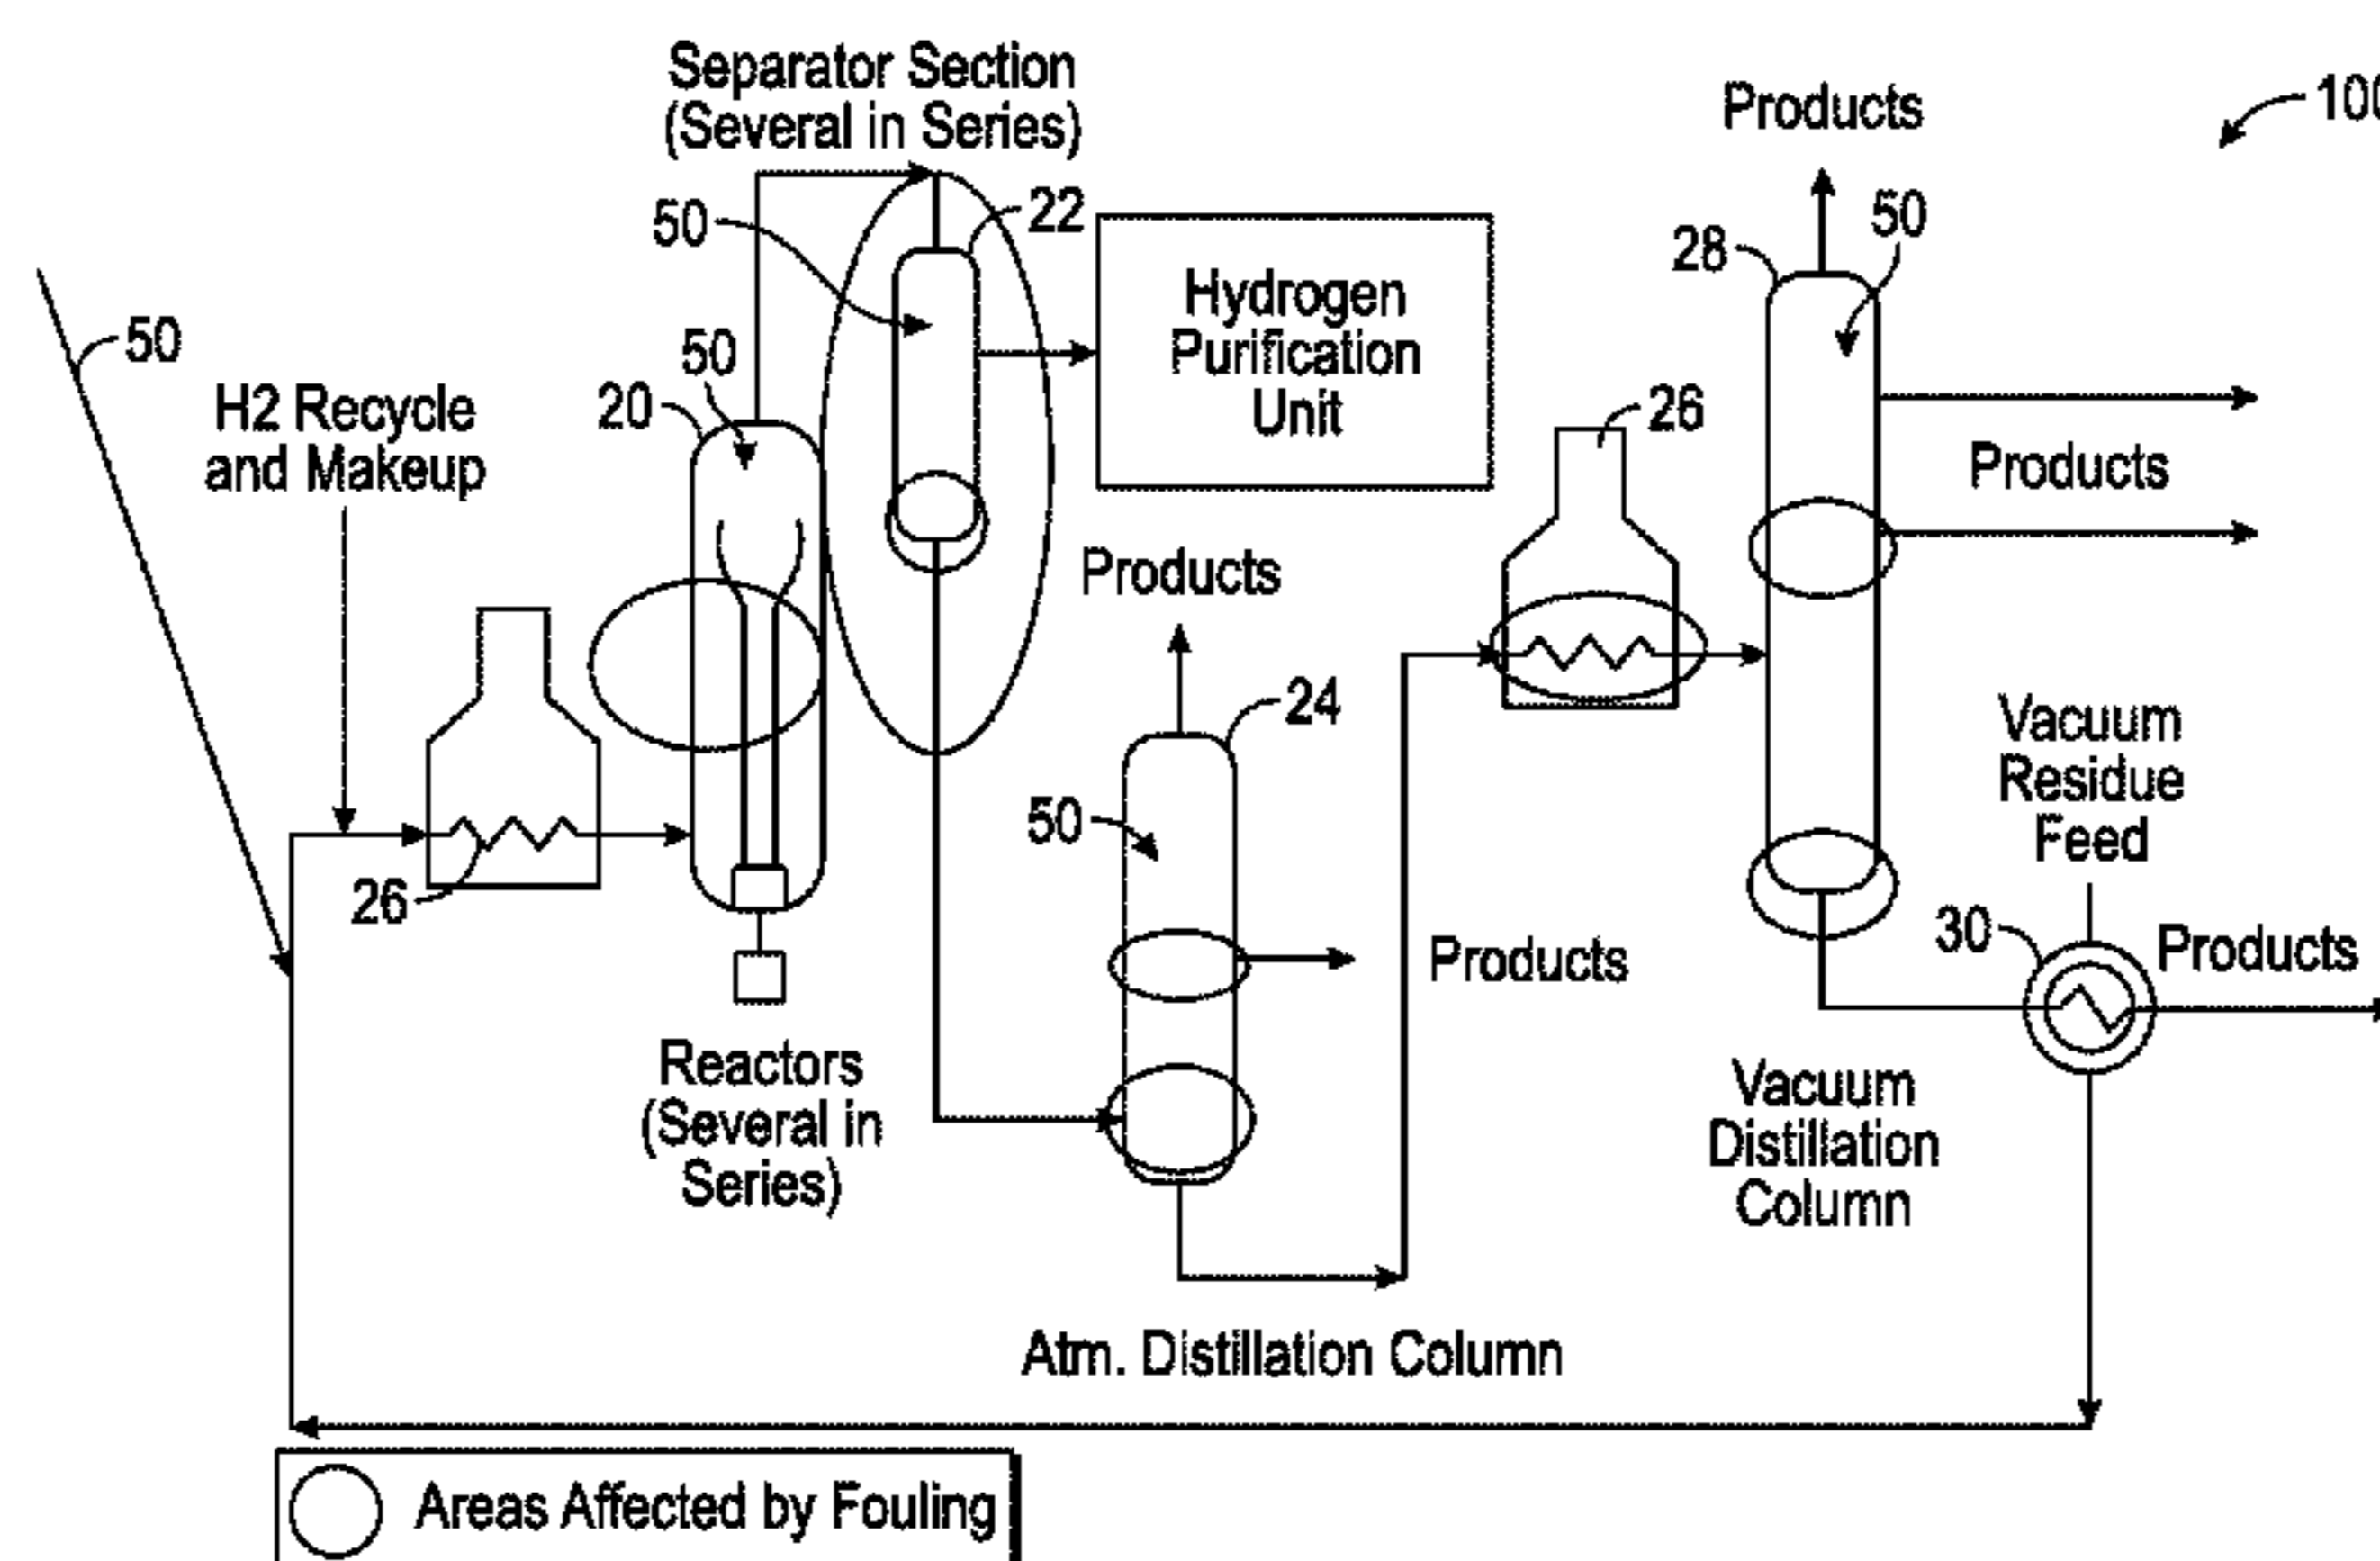 Separator Section
(Several in Series)
Products
100
50
22
28
50
50
H2 Recycle
and Makeup
20
50
Hydrogen
Purification
Unit
26
Products
Products
24
Vacuum
Residue
Feed
26
50
30
Products
Products
Reactors
(Several in
Series)
Vacuum
Distillation
Column
Atm. Distillation Column
Areas Affected by Fouling